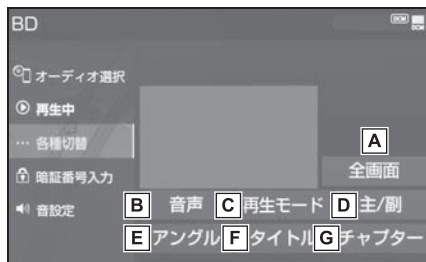 BD
DCM
DCM
オーディオ選択
再生中
… 各種切替
暗証番号入力
音設定
A
全画面
B 音声 C 再生モード D 主/副
E アングル F タイトル G チャプター